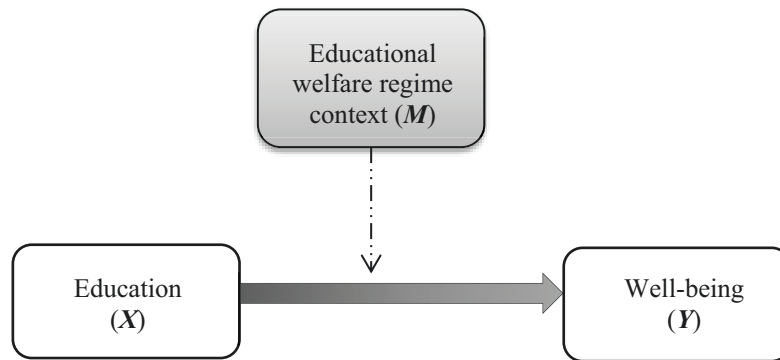 Educational
welfare regime
context (M)
Education
(X)
Well-being
(Y)